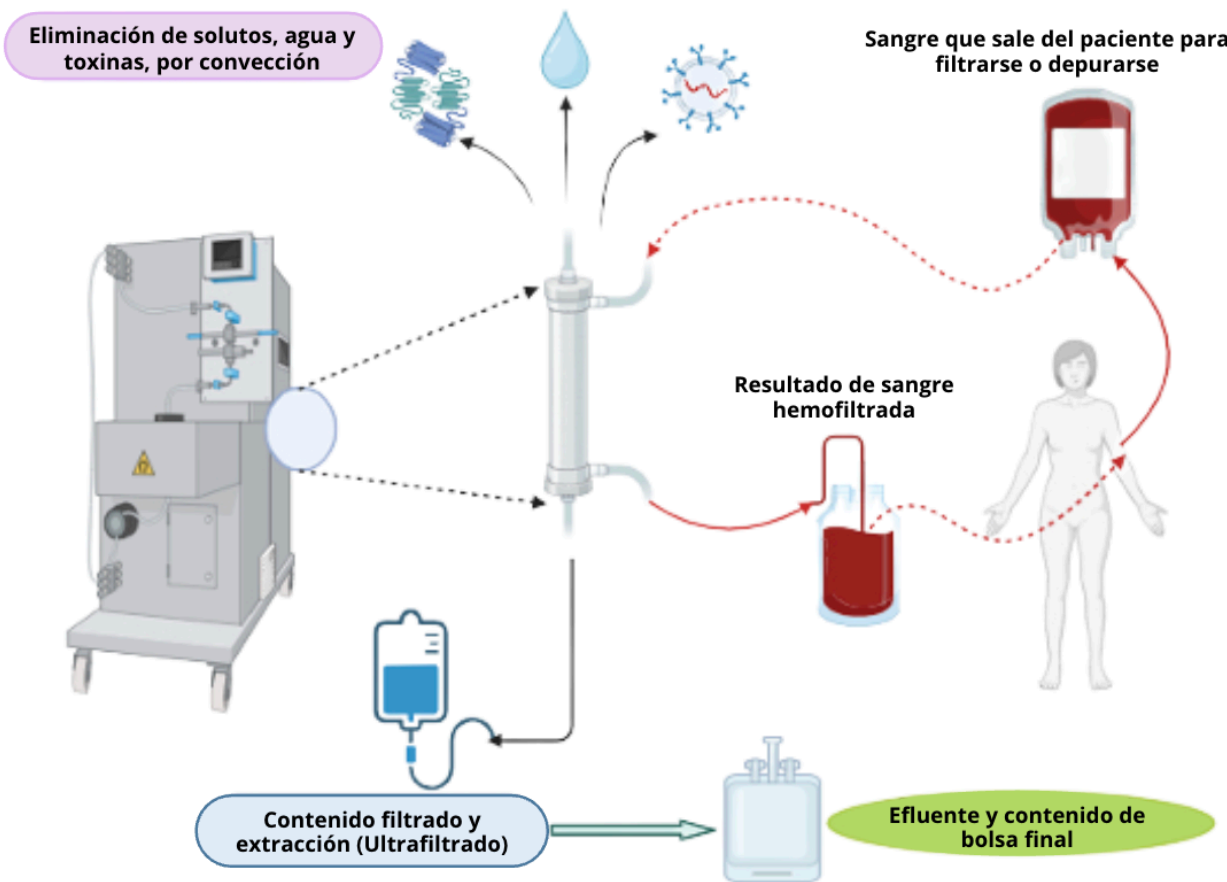 Eliminación de solutos, agua y
toxinas, por convección
Sangre que sale del paciente para
filtrarse o depurarse
Resultado de sangre
hemofiltrada
Contenido filtrado y
extracción (Ultrafiltrado)
Efluente y contenido de
bolsa final